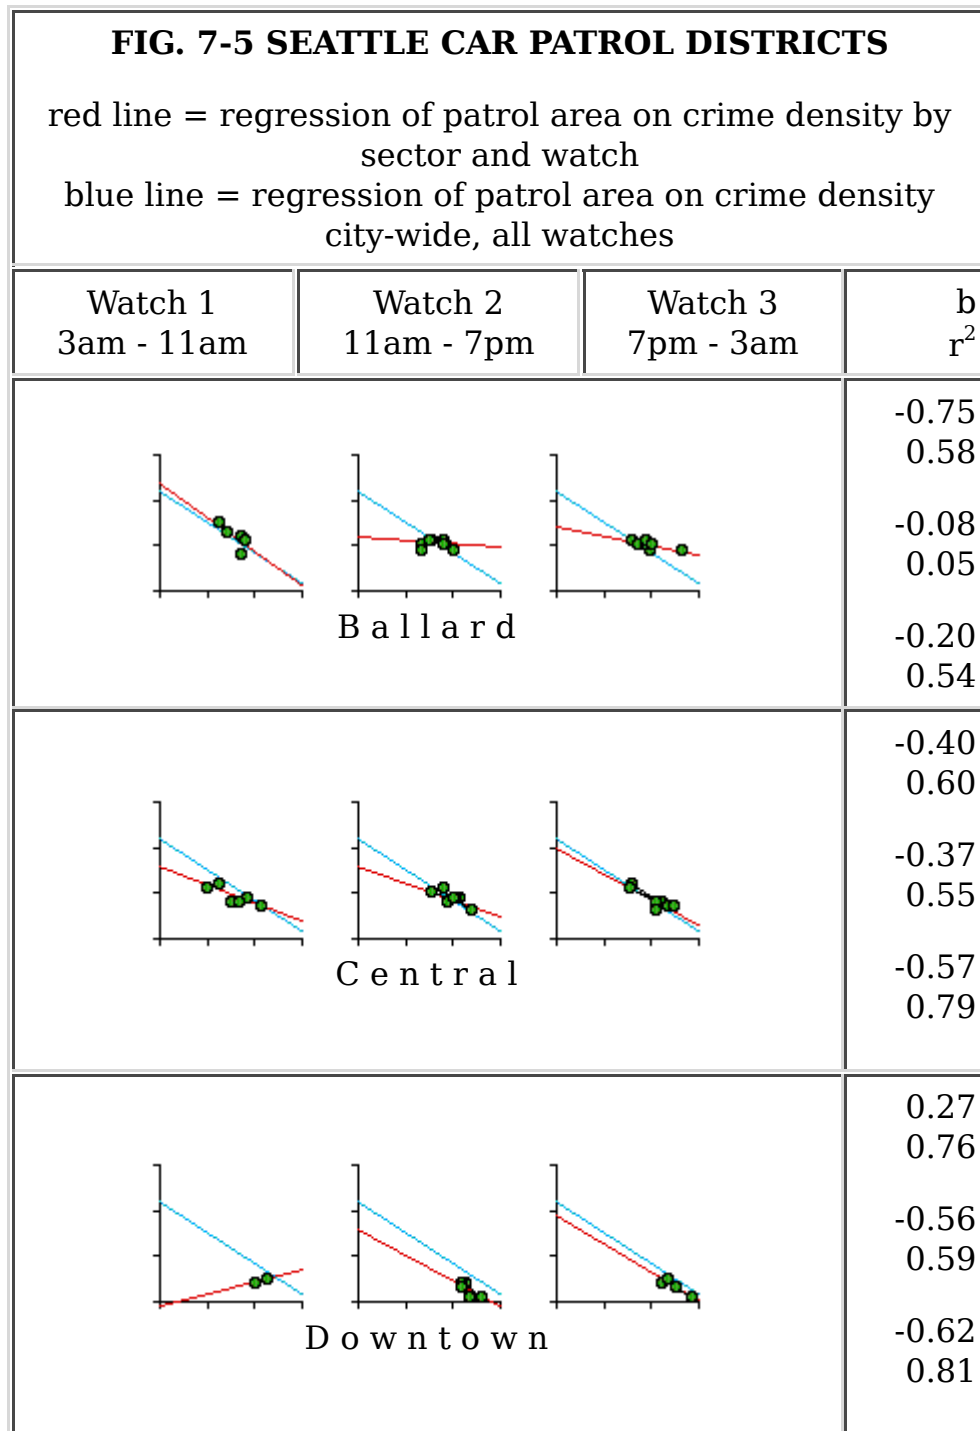 FIG. 7-5 SEATTLE CAR PATROL DISTRICTS
red line = regression of patrol area on crime density by
sector and watch
blue line = regression of patrol area on crime density
city-wide, all watches
Watch 1
3am - 11am
Watch 2
11am - 7pm
Watch 3
7pm - 3am
b
r²
B a l l a r d
-0.75
0.58
-0.08
0.05
-0.20
0.54
C e n t r a l
-0.40
0.60
-0.37
0.55
-0.57
0.79
D o w n t o w n
0.27
0.76
-0.56
0.59
-0.62
0.81